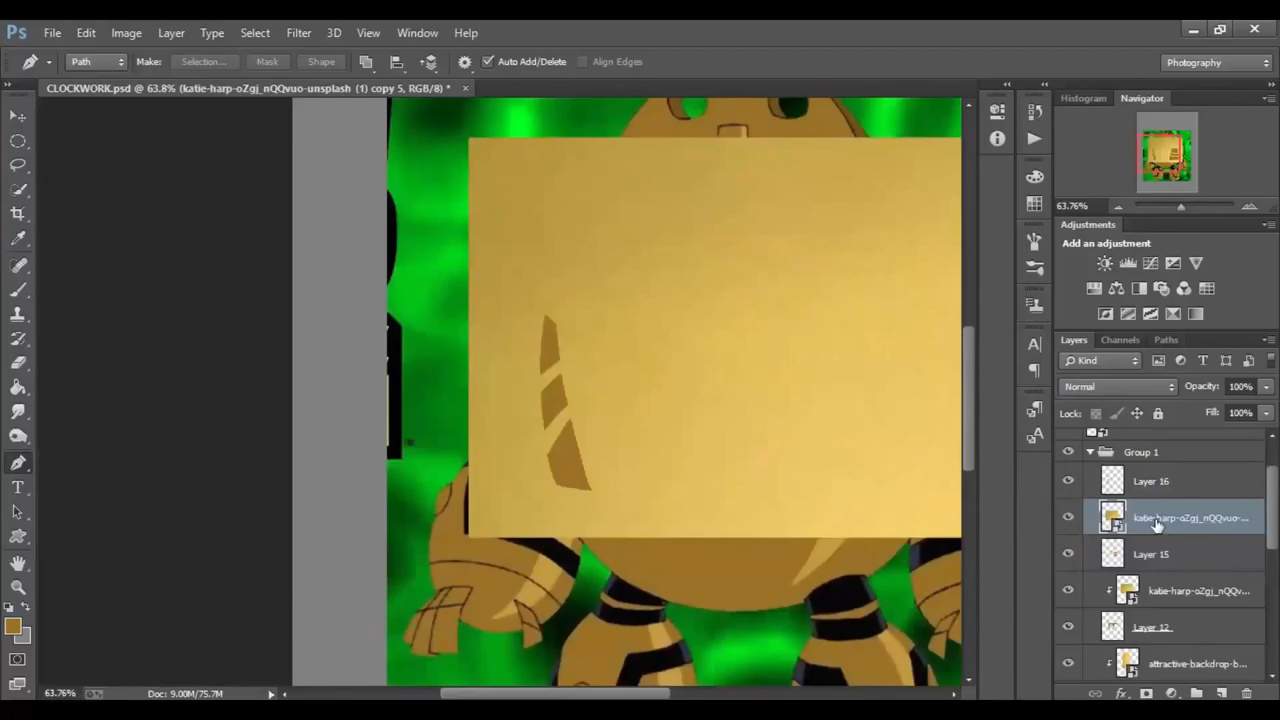 Ps File Edit Image Layer Type Select Filter 3D View Window Help
Path Make: Selection... Mask Shape Auto Add/Delete Align Edges Photography
CLOCKWORK.psd @ 63.8% (katie-harp-oZgj_nQQvuo-unsplash (1) copy 5, RGB/8) *
Histogram Navigator
63.76%
Adjustments
Add an adjustment
Layers Channels Paths
Kind
Normal Opacity: 100%
Lock: Fill: 100%
Group 1
Layer 16
katie-harp-oZgj_nQQvuo-...
Layer 15
katie-harp-oZgj_nQQv...
Layer 12
attractive-backdrop-b...
63.76% Doc: 9.00M/75.7M